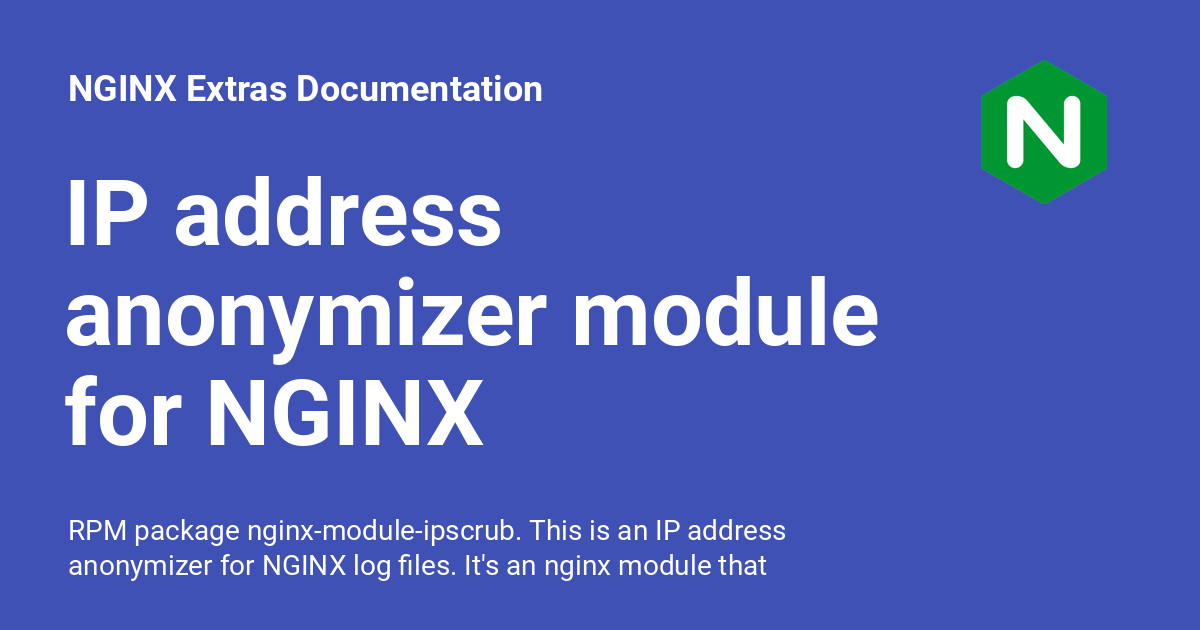 NGINX Extras Documentation
N
IP address
anonymizer module
for NGINX
RPM package nginx-module-ipscrub. This is an IP address
anonymizer for NGINX log files. It's an nginx module that